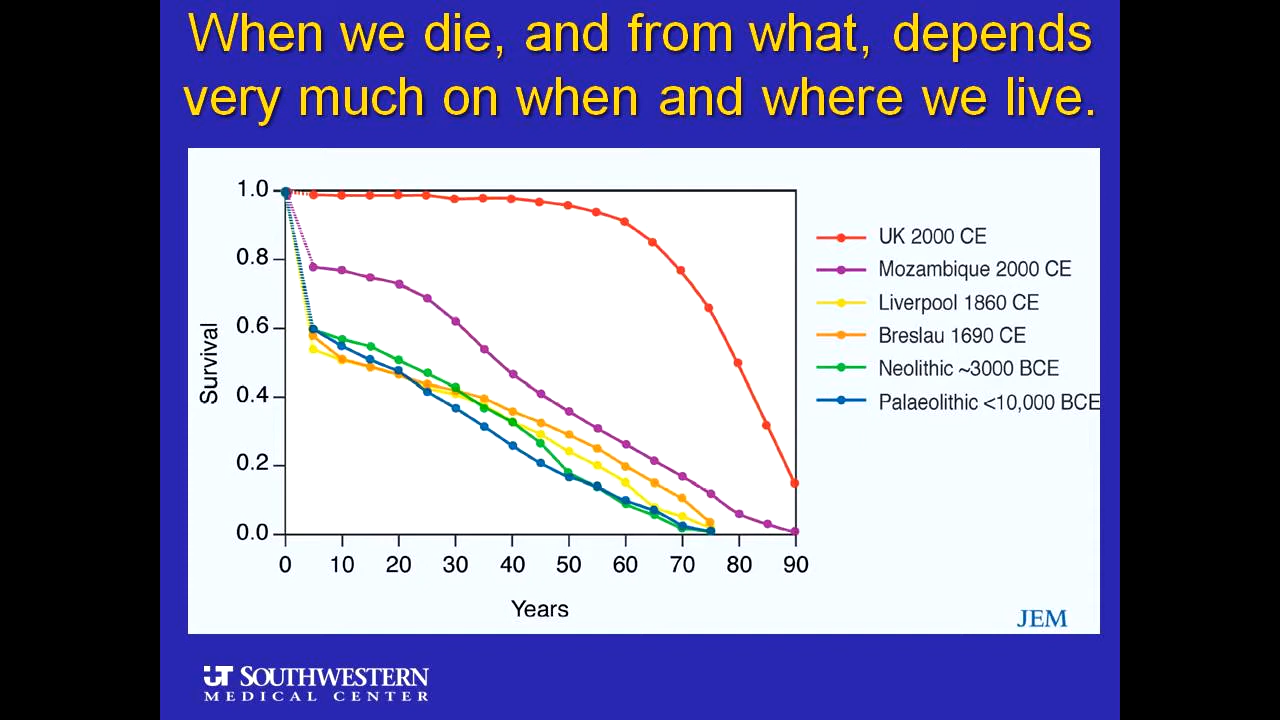 When we die, and from what, depends
very much on when and where we live.
1.0
0.8
0.6
0.4
0.2
0.0
Survival
0 10 20 30 40 50 60 70 80 90
Years
UK 2000 CE
Mozambique 2000 CE
Liverpool 1860 CE
Breslau 1690 CE
Neolithic ~3000 BCE
Palaeolithic <10,000 BCE
JEM
UT SOUTHWESTERN
MEDICAL CENTER